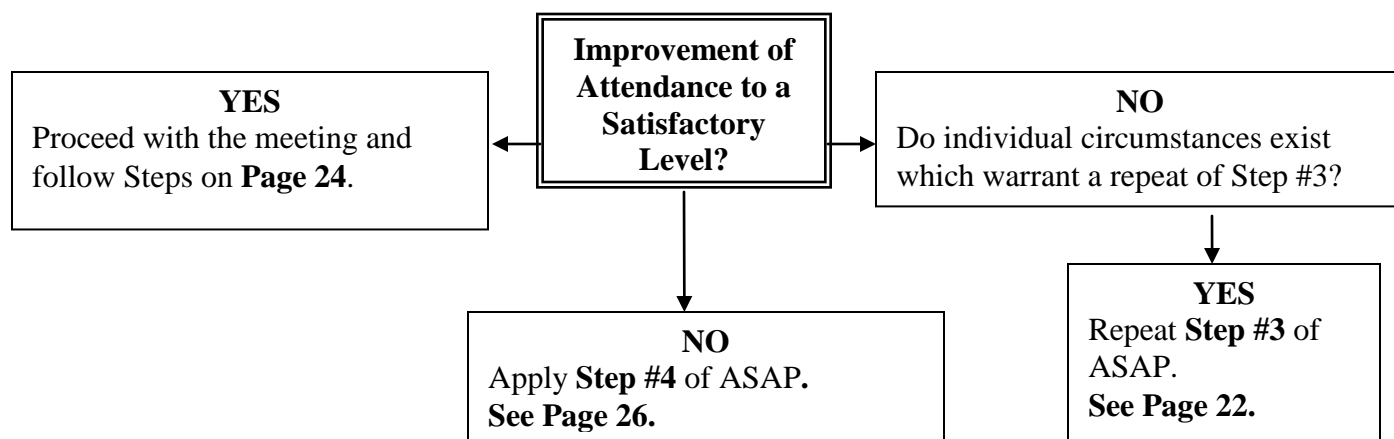 Improvement of
Attendance to a
Satisfactory
Level?
YES
Proceed with the meeting and
follow Steps on Page 24.
NO
Do individual circumstances exist
which warrant a repeat of Step #3?
NO
Apply Step #4 of ASAP.
See Page 26.
YES
Repeat Step #3 of
ASAP.
See Page 22.